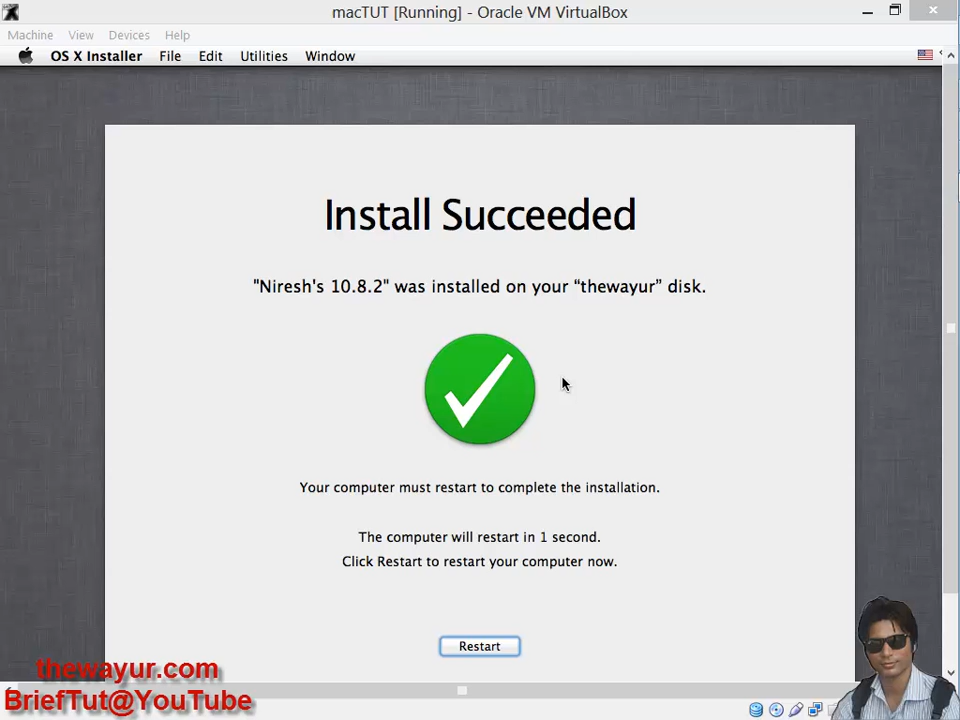 macTUT [Running] - Oracle VM VirtualBox
Machine View Devices Help
OS X Installer File Edit Utilities Window
Install Succeeded
"Niresh's 10.8.2" was installed on your “thewayur” disk.
Your computer must restart to complete the installation.
The computer will restart in 1 second.
Click Restart to restart your computer now.
Restart
thewayur.com
BriefTut@YouTube